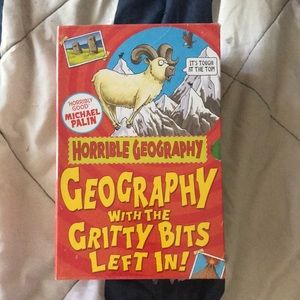 IT'S TOUGH
AT THE TOP!
'HORRIBLY
GOOD'
MICHAEL
PALIN
HORRIBLE GEOGRAPHY
GEOGRAPHY
WITH THE
GRITTY BITS
LEFT IN!